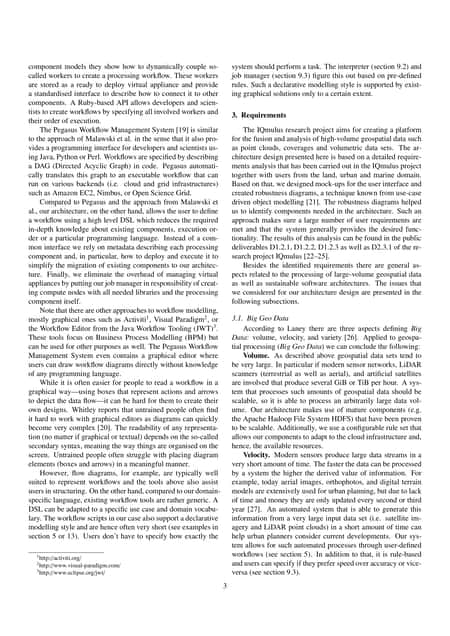 component models they show how to dynamically couple so-
called workers to create a processing workflow. These workers
are stored as a ready to deploy virtual appliance and provide
a standardised interface to describe how to connect it to other
components. A Ruby-based API allows developers and scien-
tists to create workflows by specifying all involved workers and
their order of execution.
The Pegasus Workflow Management System [19] is similar
to the approach of Malawski et al. in the sense that it also pro-
vides a programming interface for developers and scientists us-
ing Java, Python or Perl. Workflows are specified by describing
a DAG (Directed Acyclic Graph) in code. Pegasus automati-
cally translates this graph to an executable workflow that can
run on various backends (i.e. cloud and grid infrastructures)
such as Amazon EC2, Nimbus, or Open Science Grid.
Compared to Pegasus and the approach from Malawski et
al., our architecture, on the other hand, allows the user to define
a workflow using a high level DSL which reduces the required
in-depth knowledge about existing components, execution or-
der or a particular programming language. Instead of a com-
mon interface we rely on metadata describing each processing
component and, in particular, how to deploy and execute it to
simplify the migration of existing components to our architec-
ture. Finally, we eliminate the overhead of managing virtual
appliances by putting our job manager in responsibility of creat-
ing compute nodes with all needed libraries and the processing
component itself.
Note that there are other approaches to workflow modelling,
mostly graphical ones such as Activiti1, Visual Paradigm2, or
the Workflow Editor from the Java Workflow Tooling (JWT)3.
These tools focus on Business Process Modelling (BPM) but
can be used for other purposes as well. The Pegasus Workflow
Management System even contains a graphical editor where
users can draw workflow diagrams directly without knowledge
of any programming language.
While it is often easier for people to read a workflow in a
graphical way—using boxes that represent actions and arrows
to depict the data flow—it can be hard for them to create their
own designs. Whitley reports that untrained people often find
it hard to work with graphical editors as diagrams can quickly
become very complex [20]. The readability of any representa-
tion (no matter if graphical or textual) depends on the so-called
secondary syntax, meaning the way things are organised on the
screen. Untrained people often struggle with placing diagram
elements (boxes and arrows) in a meaningful manner.
However, flow diagrams, for example, are typically well
suited to represent workflows and the tools above also assist
users in structuring. On the other hand, compared to our domain-
specific language, existing workflow tools are rather generic. A
DSL can be adapted to a specific use case and domain vocabu-
lary. The workflow scripts in our case also support a declarative
modelling style and are hence often very short (see examples in
section 5 or 13). Users don't have to specify how exactly the
1http://activiti.org/
2http://www.visual-paradigm.com/
3http://www.eclipse.org/jwt/
system should perform a task. The interpreter (section 9.2) and
job manager (section 9.3) figure this out based on pre-defined
rules. Such a declarative modelling style is supported by exist-
ing graphical solutions only to a certain extent.
3. Requirements
The IQmulus research project aims for creating a platform
for the fusion and analysis of high-volume geospatial data such
as point clouds, coverages and volumetric data sets. The ar-
chitecture design presented here is based on a detailed require-
ments analysis that has been carried out in the IQmulus project
together with users from the land, urban and marine domain.
Based on that, we designed mock-ups for the user interface and
created robustness diagrams, a technique known from use-case
driven object modelling [21]. The robustness diagrams helped
us to identify components needed in the architecture. Such an
approach makes sure a large number of user requirements are
met and that the system generally provides the desired func-
tionality. The results of this analysis can be found in the public
deliverables D1.2.1, D1.2.2, D1.2.3 as well as D2.3.1 of the re-
search project IQmulus [22–25].
Besides the identified requirements there are general as-
pects related to the processing of large-volume geospatial data
as well as sustainable software architectures. The issues that
we considered for our architecture design are presented in the
following subsections.
3.1. Big Geo Data
According to Laney there are three aspects defining Big
Data: volume, velocity, and variety [26]. Applied to geospa-
tial processing (Big Geo Data) we can conclude the following:
Volume. As described above geospatial data sets tend to
be very large. In particular if modern sensor networks, LiDAR
scanners (terrestrial as well as aerial), and artificial satellites
are involved that produce several GiB or TiB per hour. A sys-
tem that processes such amounts of geospatial data should be
scalable, so it is able to process an arbitrarily large data vol-
ume. Our architecture makes use of mature components (e.g.
the Apache Hadoop File System HDFS) that have been proven
to be scalable. Additionally, we use a configurable rule set that
allows our components to adapt to the cloud infrastructure and,
hence, the available resources.
Velocity. Modern sensors produce large data streams in a
very short amount of time. The faster the data can be processed
by a system the higher the derived value of information. For
example, today aerial images, orthophotos, and digital terrain
models are extensively used for urban planning, but due to lack
of time and money they are only updated every second or third
year [27]. An automated system that is able to generate this
information from a very large input data set (i.e. satellite im-
agery and LiDAR point clouds) in a short amount of time can
help urban planners consider current developments. Our sys-
tem allows for such automated processes through user-defined
workflows (see section 5). In addition to that, it is rule-based
and users can specify if they prefer speed over accuracy or vice-
versa (see section 9.3).
3